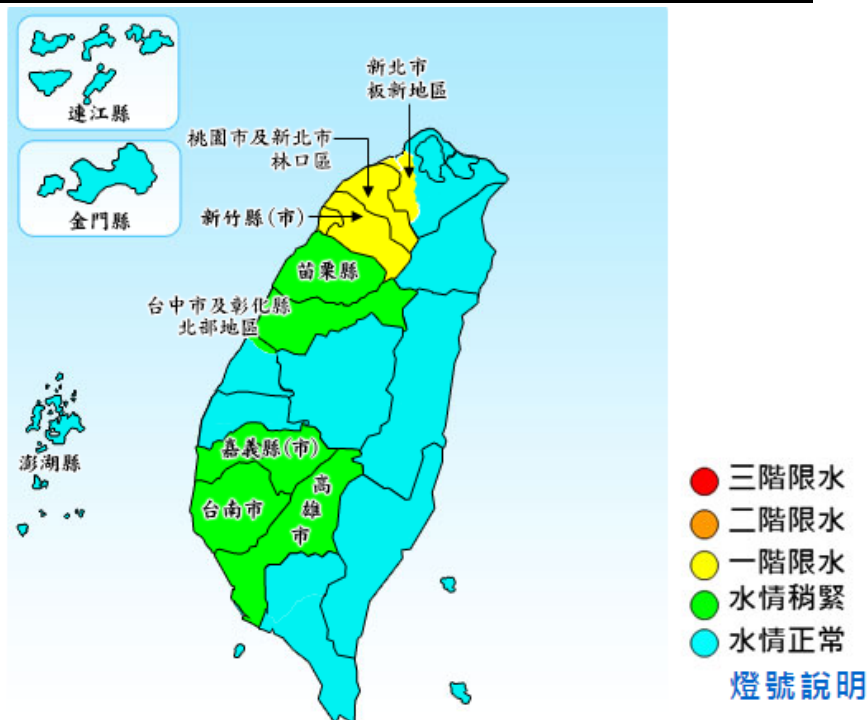 連江縣
金門縣
新北市
板新地區
桃園市及新北市
林口區
新竹縣(市)
苗栗縣
台中市及彰化縣
北部地區
澎湖縣
嘉義縣(市)
台南市
高
雄
市
三階限水
二階限水
一階限水
水情稍緊
水情正常
燈號說明